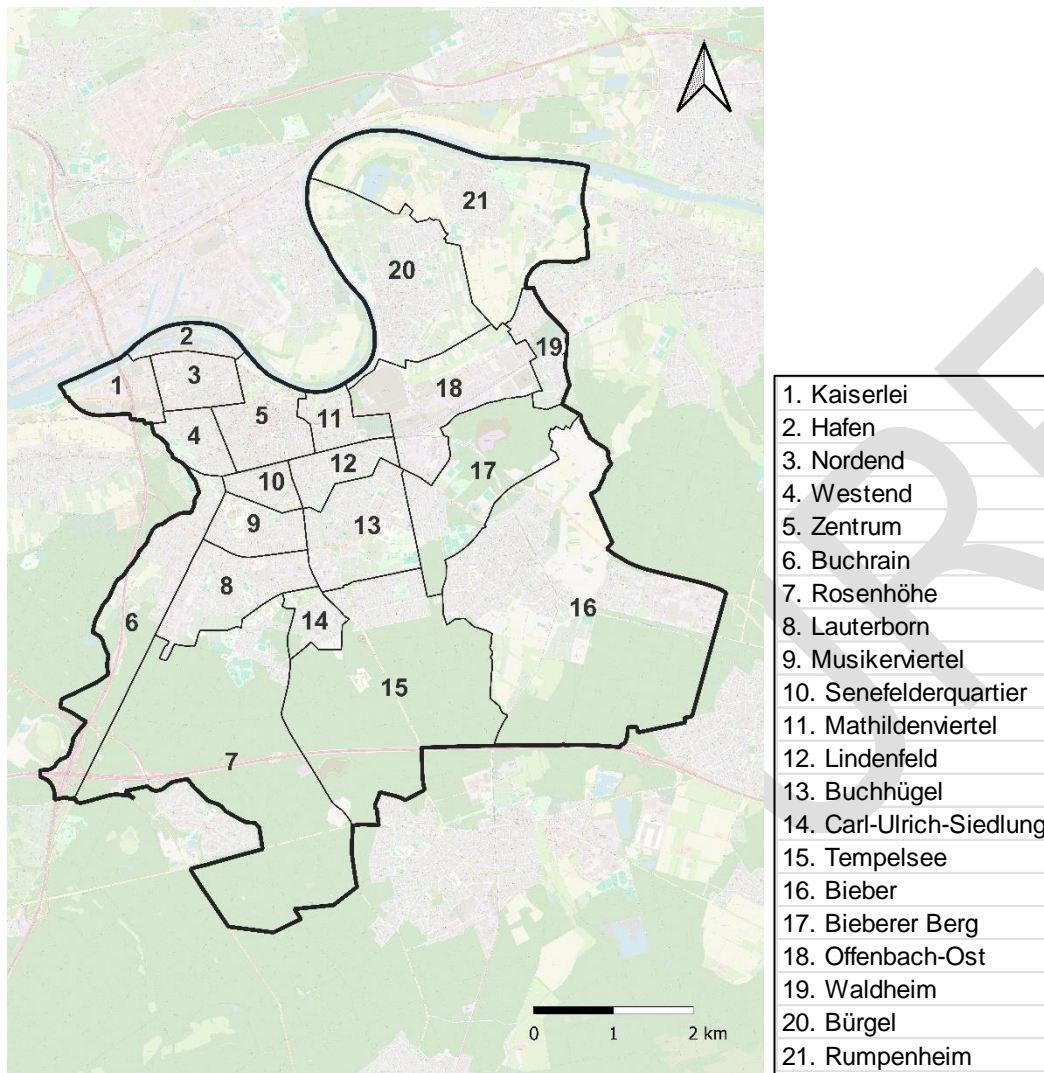 21
20
2
19
1
3
18
5
11
4
12
17
10
13
9
8
16
6
14
15
7
0 1 2 km
1. Kaiserlei
2. Hafen
3. Nordend
4. Westend
5. Zentrum
6. Buchrain
7. Rosenhöhe
8. Lauterborn
9. Musikerviertel
10. Senefelderquartier
11. Mathildenviertel
12. Lindenfeld
13. Buchhügel
14. Carl-Ulrich-Siedlung
15. Tempelsee
16. Bieber
17. Bieberer Berg
18. Offenbach-Ost
19. Waldheim
20. Bürgel
21. Rumpenheim